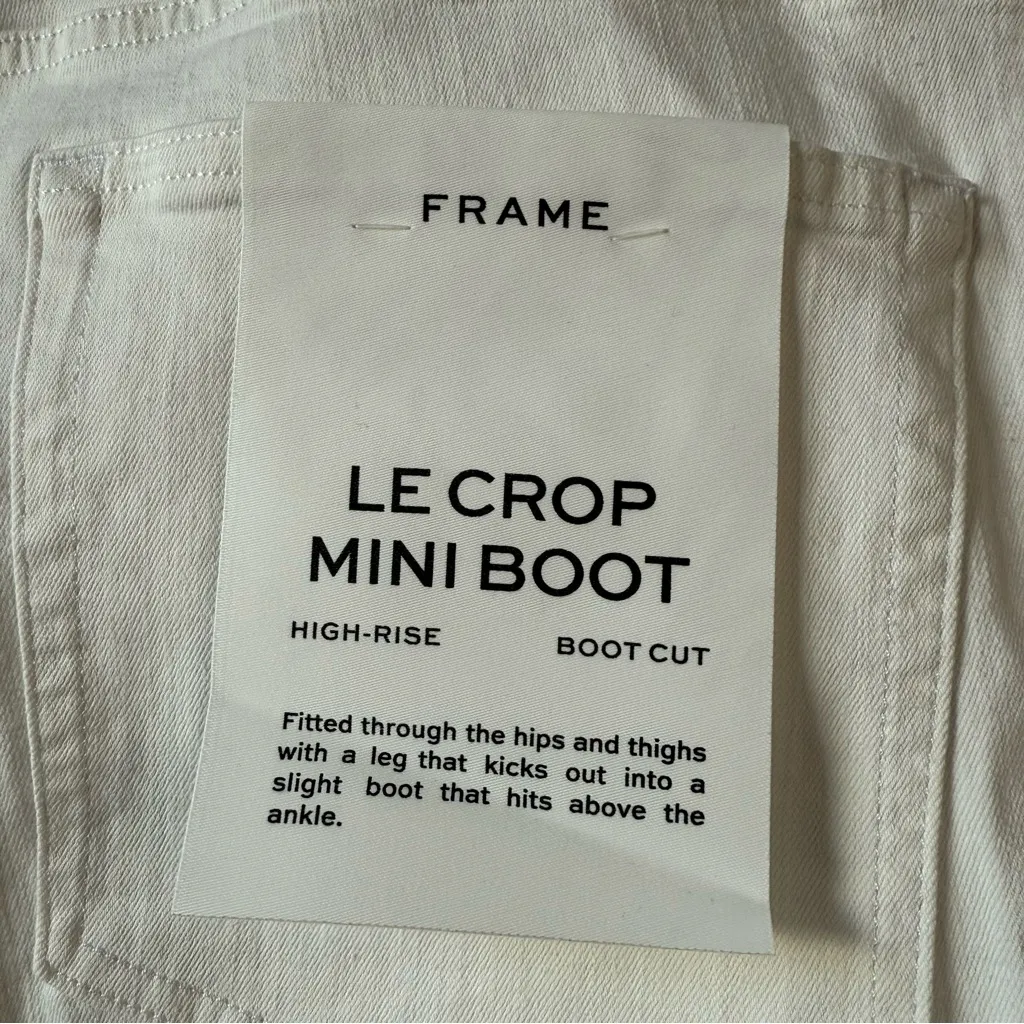 FRAME
LE CROP
MINI BOOT
HIGH-RISE BOOT CUT
Fitted through the hips and thighs
with a leg that kicks out into a
slight boot that hits above the
ankle.